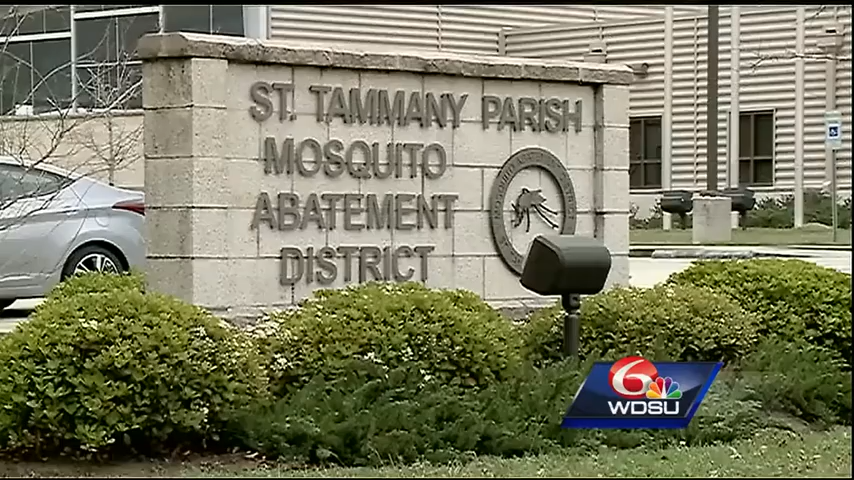 ST. TAMMANY PARISH
MOSQUITO
ABATEMENT
DISTRICT
6
WDSU